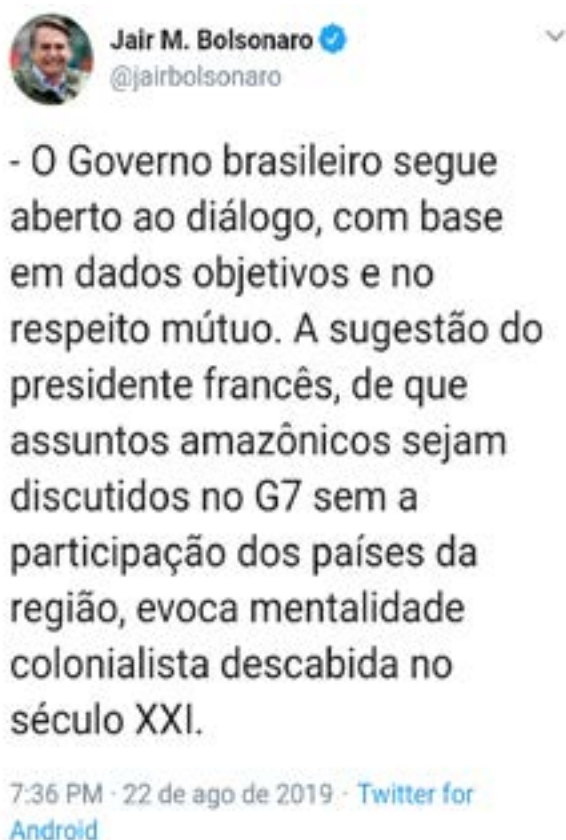 Jair M. Bolsonaro
@jairbolsonaro
- O Governo brasileiro segue
aberto ao diálogo, com base
em dados objetivos e no
respeito mútuo. A sugestão do
presidente francês, de que
assuntos amazônicos sejam
discutidos no G7 sem a
participação dos países da
região, evoca mentalidade
colonialista descabida no
século XXI.
7:36 PM · 22 de ago de 2019 · Twitter for
Android